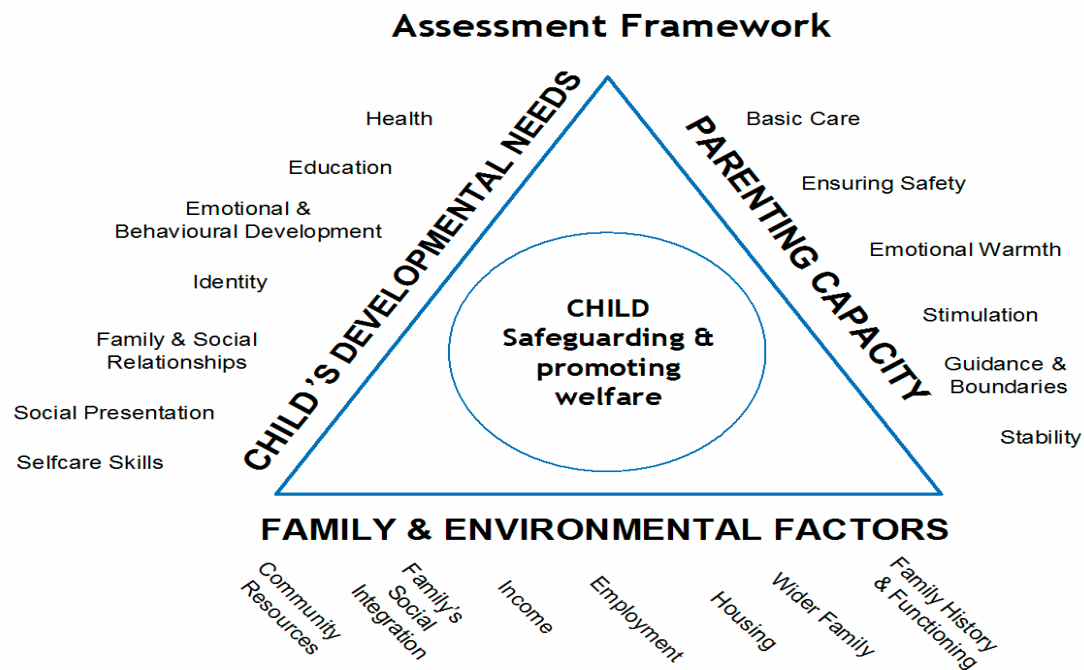 Assessment Framework
CHILD'S DEVELOPMENTAL NEEDS
Health
Education
Emotional &
Behavioural Development
Identity
Family & Social
Relationships
Social Presentation
Selfcare Skills
PARENTING CAPACITY
Basic Care
Ensuring Safety
Emotional Warmth
Stimulation
Guidance &
Boundaries
Stability
CHILD
Safeguarding &
promoting
welfare
FAMILY & ENVIRONMENTAL FACTORS
Community
Resources
Family's
Social
Integration
Income
Employment
Housing
Wider Family
Family History
& Functioning